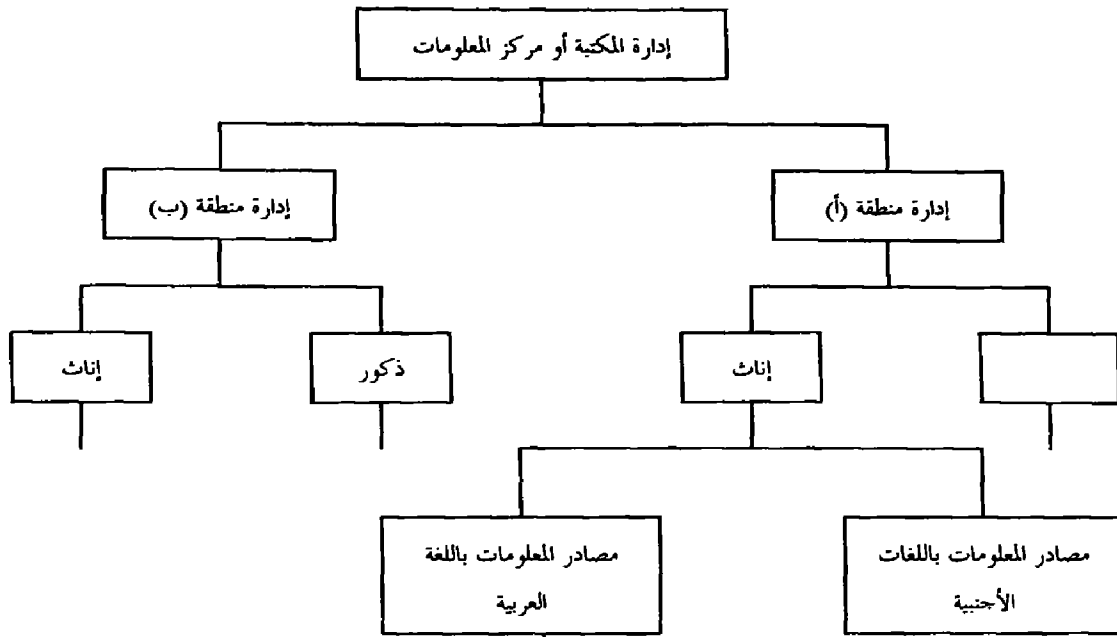 إدارة المكتبة أو مركز المعلومات
إدارة منطقة (أ)
إدارة منطقة (ب)
إناث
ذكور
إناث
مصادر المعلومات باللغات
الأجنبية
مصادر المعلومات باللغة
العربية